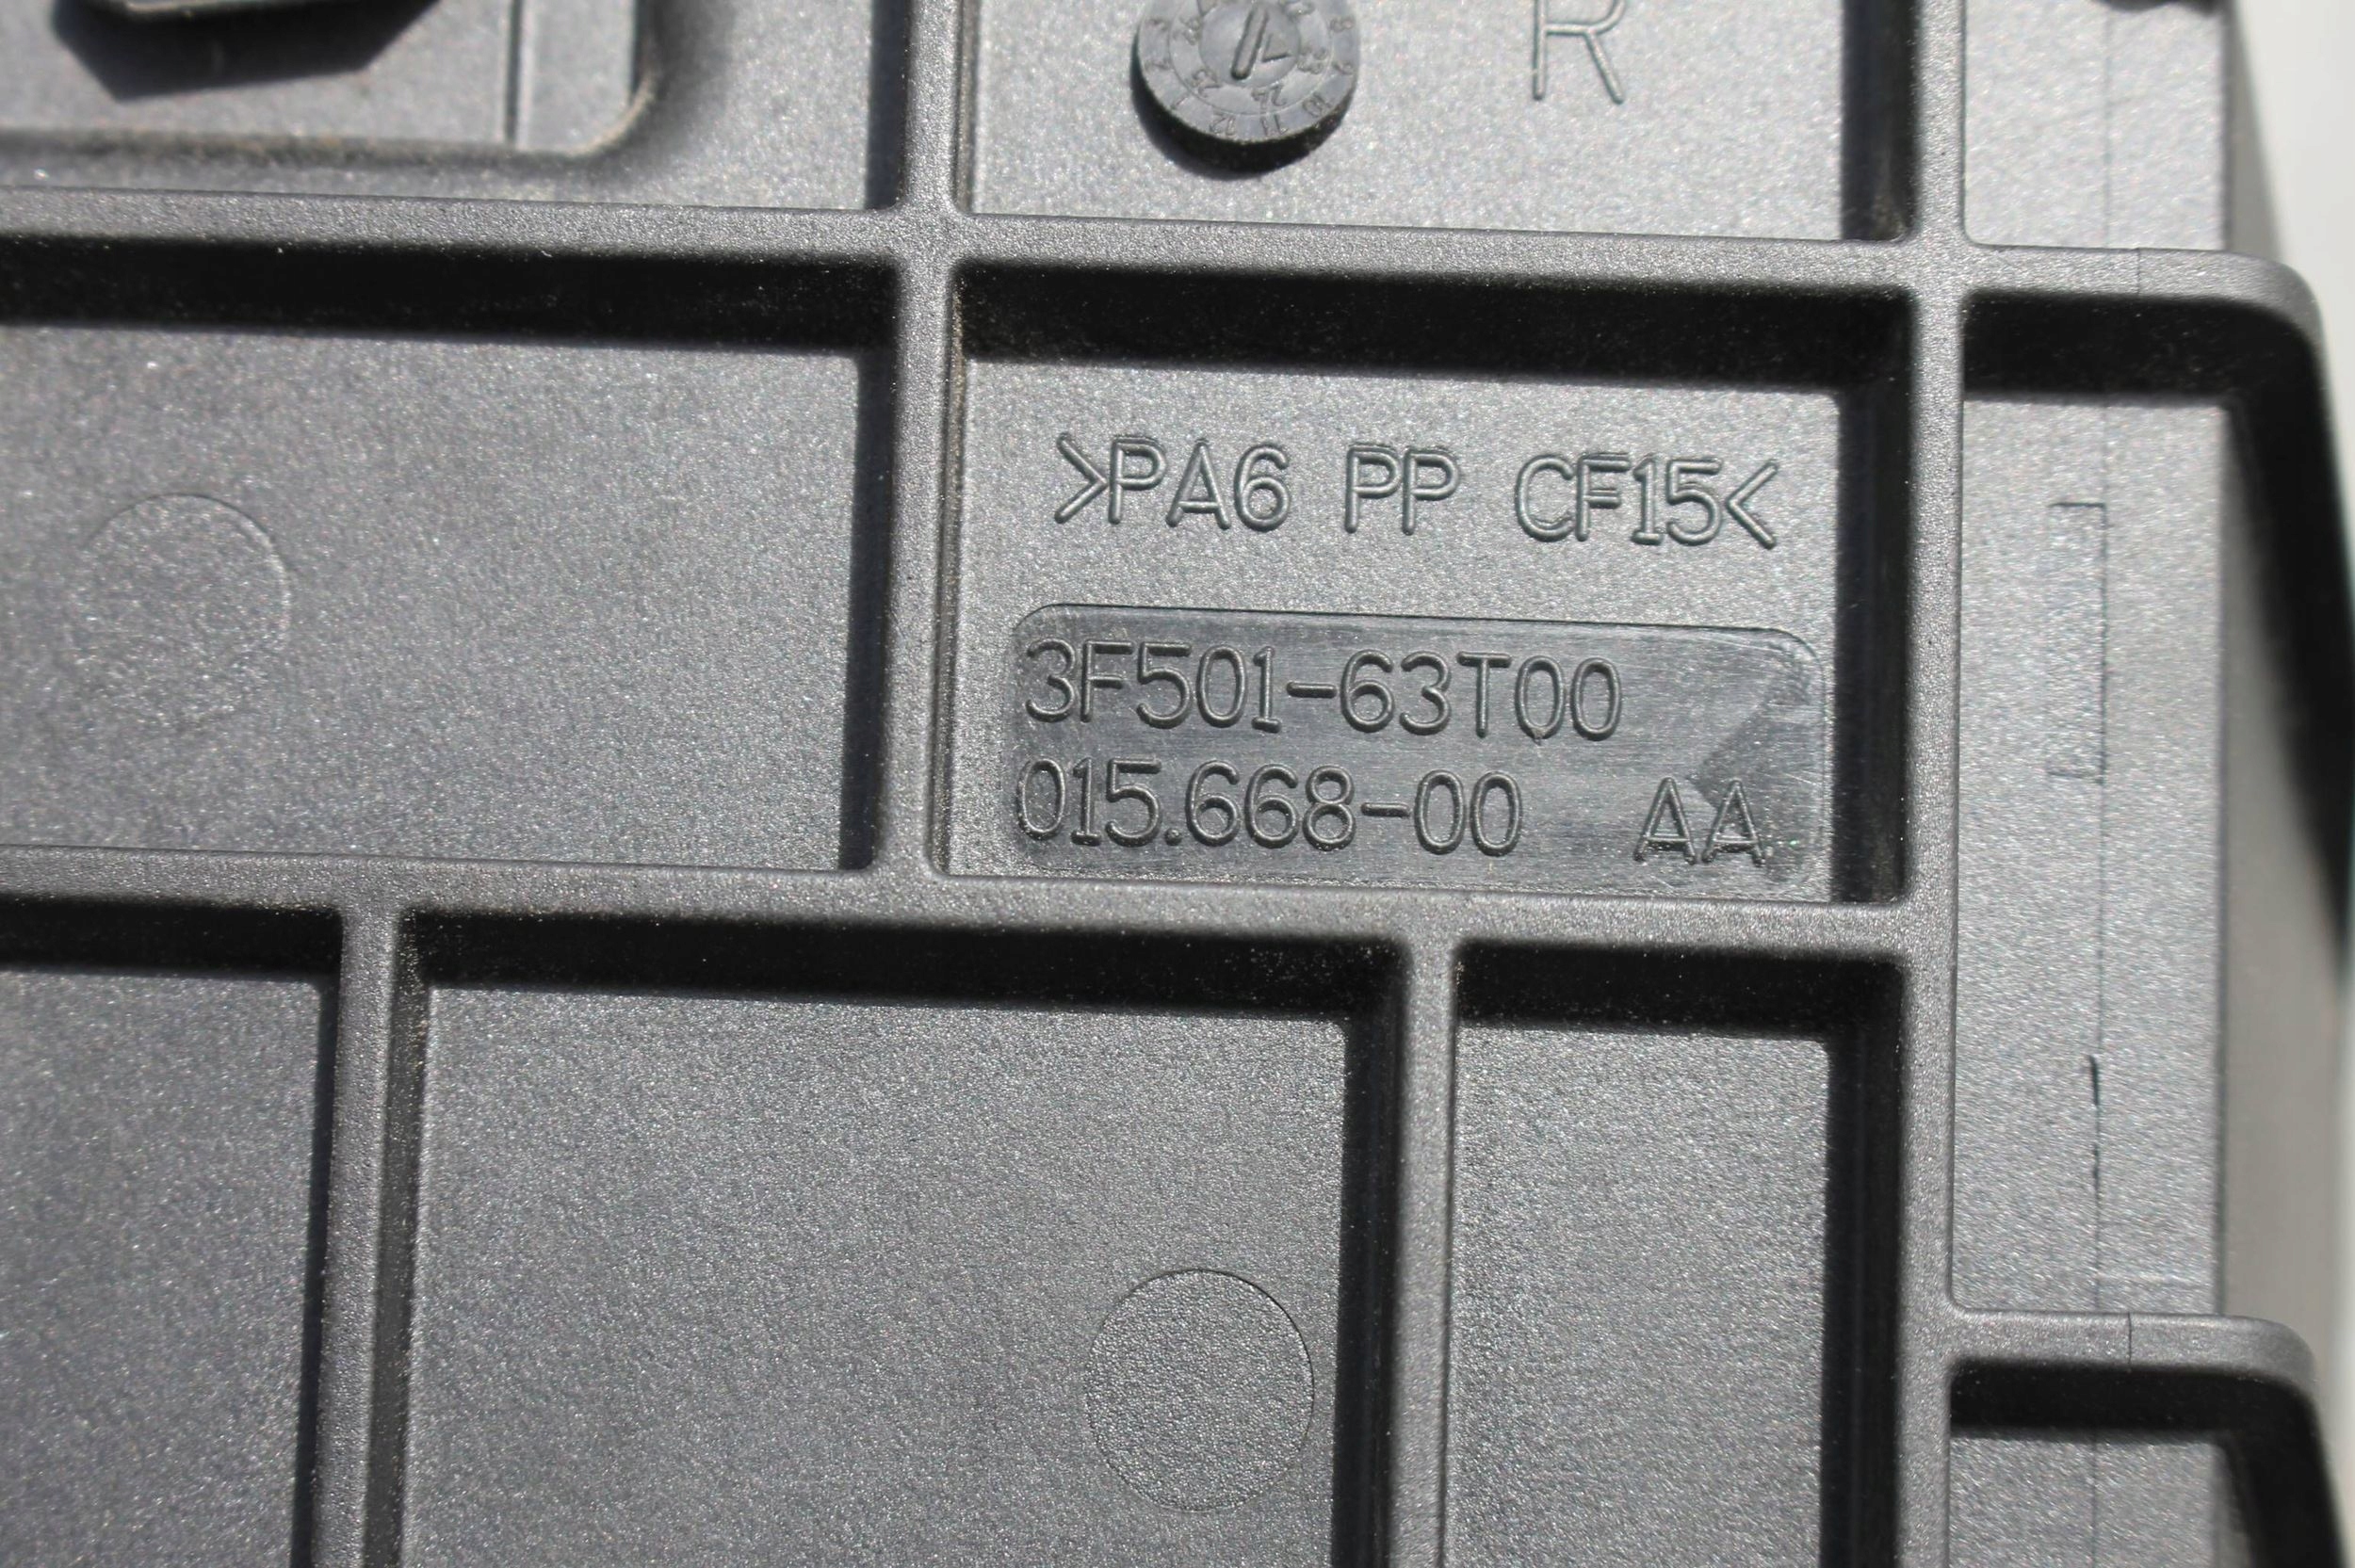 R
>PA6 PP CF15<
3F501-63T00
015.668-00 AA